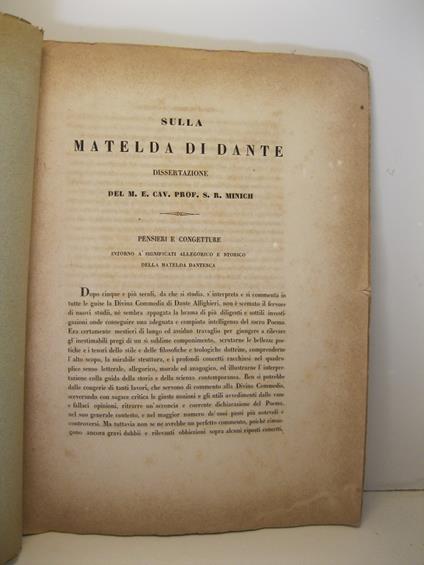 SULLA
MATELDA DI DANTE
DISSERTAZIONE
DEL M. E. CAV. PROF. S. R. MINICH
PENSIERI E CONGETTURE
INTORNO A' SIGNIFICATI ALLEGORICO E STORICO
DELLA MATELDA DANTESCA
Dopo cinque e più secoli, da che si studia, s'interpreta e si commenta in
tutte le guise la Divina Commedia di Dante Allighieri, non è scemato il fervore
di nuovi studii, nè sembra appagata la brama di più diligenti e sottili investi-
gazioni onde conseguire una adeguata e compiuta intelligenza del sacro Poema.
Era certamente mestieri di lungo ed assiduo travaglio per giungere a rilevare
gl'inestimabili pregi di un sì sublime componimento, scrutarne le bellezze poe-
tiche e i tesori dello stile e delle filosofiche e teologiche dottrine, comprenderne
l'alto scopo, la mirabile struttura, e i profondi concetti racchiusi nel quadru-
plice senso letterale, allegorico, morale ed anagogico, ed illustrarne l'interpre-
tazione colla guida della storia e della scienza contemporanea. Ben si potrebbe
dalle congerie di tanti lavori, che servono di commento alla Divina Commedia,
sceverando con sagace critica le giuste nozioni e gli utili avvedimenti dalle vane
e fallaci opinioni, ritrarre un'acconcia e coerente dichiarazione del Poema,
nel suo generale contesto, e nel maggior numero de' suoi passi più notevoli e
controversi. Ma tuttavia non se ne avrebbe un perfetto commento, poichè riman-
gono ancora gravi dubbii e rilevanti obbiezioni sopra alcuni riposti concetti,